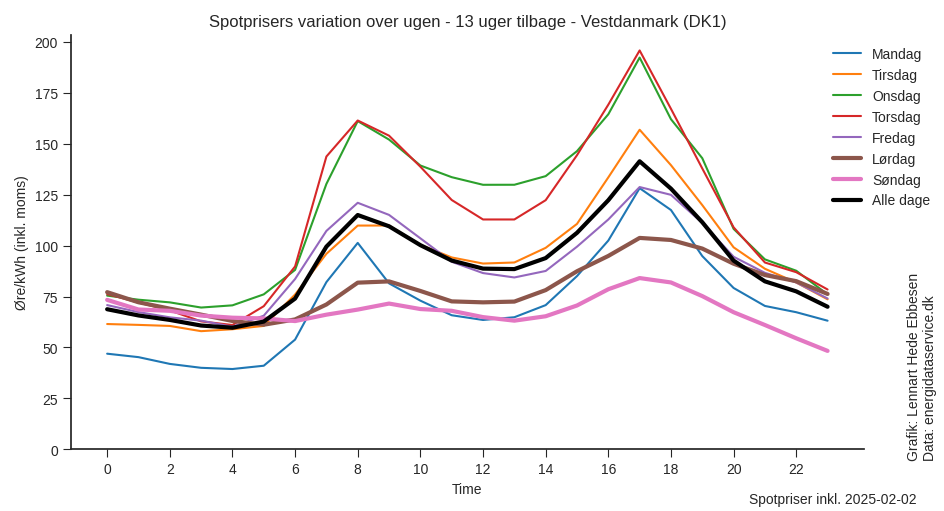 Spotprisers variation over ugen - 13 uger tilbage - Vestdanmark (DK1)
200
175
150
125
100
75
50
25
0
Øre/kWh (inkl. moms)
0 2 4 6 8 10 12 14 16 18 20 22
Time
Mandag
Tirsdag
Onsdag
Torsdag
Fredag
Lørdag
Søndag
Alle dage
Grafik: Lennart Hede Ebbesen
Data: energidataservice.dk
Spotpriser inkl. 2025-02-02